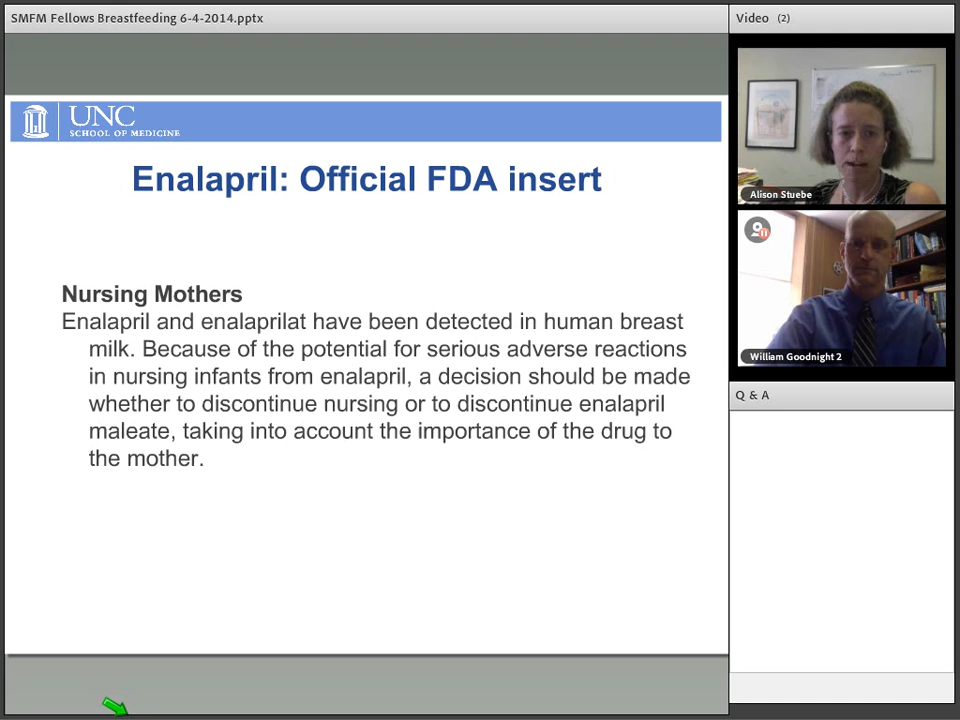 SMFM Fellows Breastfeeding 6-4-2014.pptx
Video (2)
UNC
SCHOOL OF MEDICINE
Enalapril: Official FDA insert
Nursing Mothers
Enalapril and enalaprilat have been detected in human breast
milk. Because of the potential for serious adverse reactions
in nursing infants from enalapril, a decision should be made
whether to discontinue nursing or to discontinue enalapril
maleate, taking into account the importance of the drug to
the mother.
Alison Stuebe
William Goodnight 2
Q & A